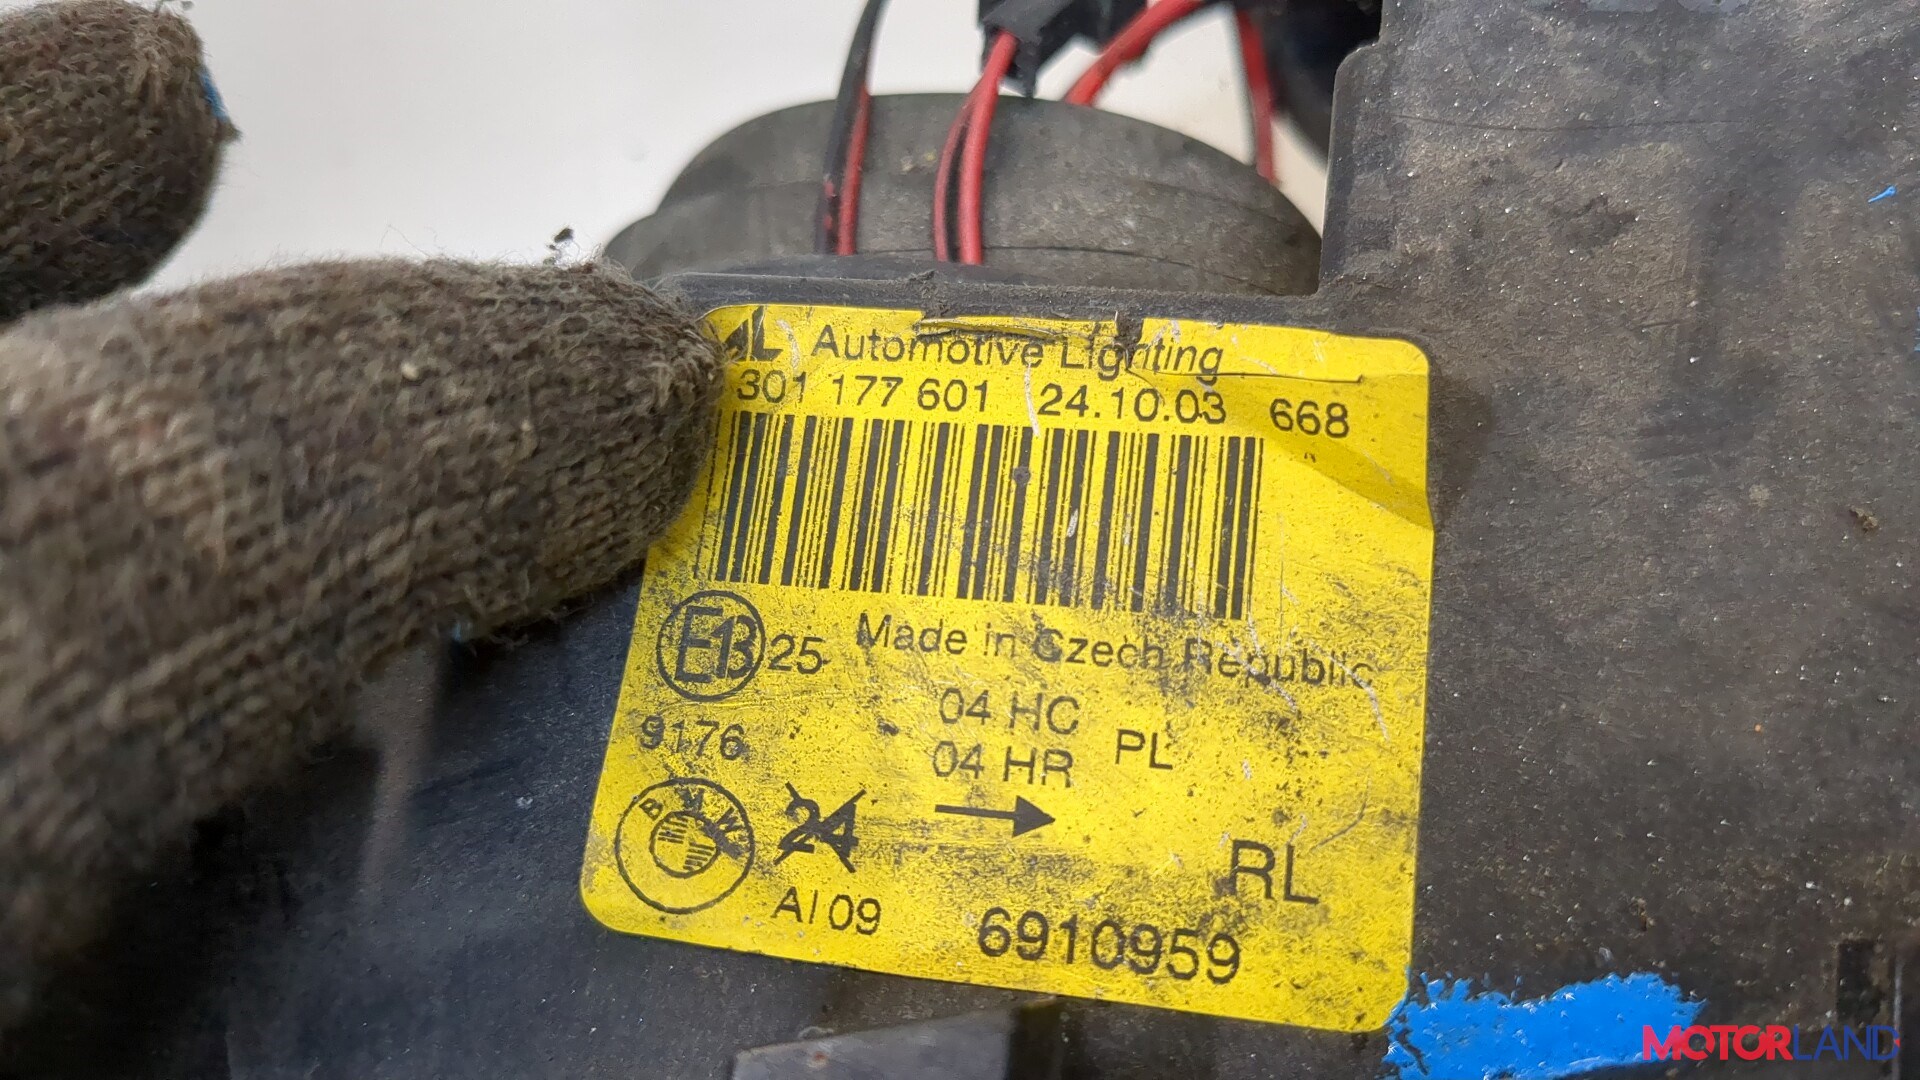 AL Automotive Lighting
301 177 601 24.10.03 668
E13 25 Made in Czech Republic
04 HC
9176 04 HR PL
BMW 24 → RL
AI 09 6910959
MOTORLAND